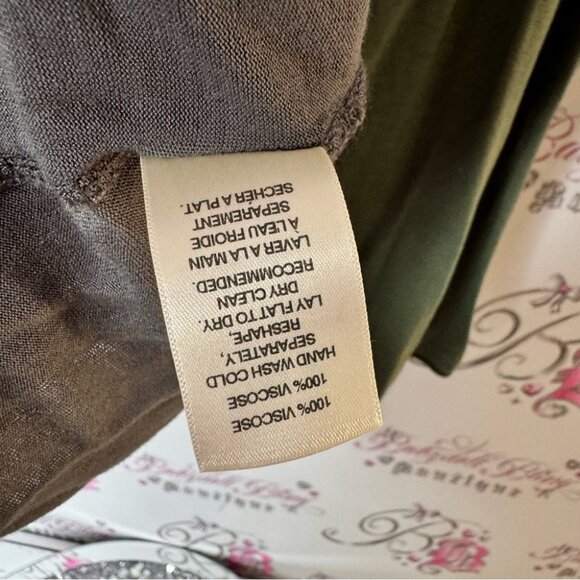 100% VISCOSE
100% VISCOSE
HAND WASH COLD
SEPARATELY,
RESHAPE,
LAY FLAT TO DRY.
DRY CLEAN
RECOMMENDED.
LAVER A LA MAIN
À L'EAU FROIDE
SEPAREMENT
SECHER A PLAT.